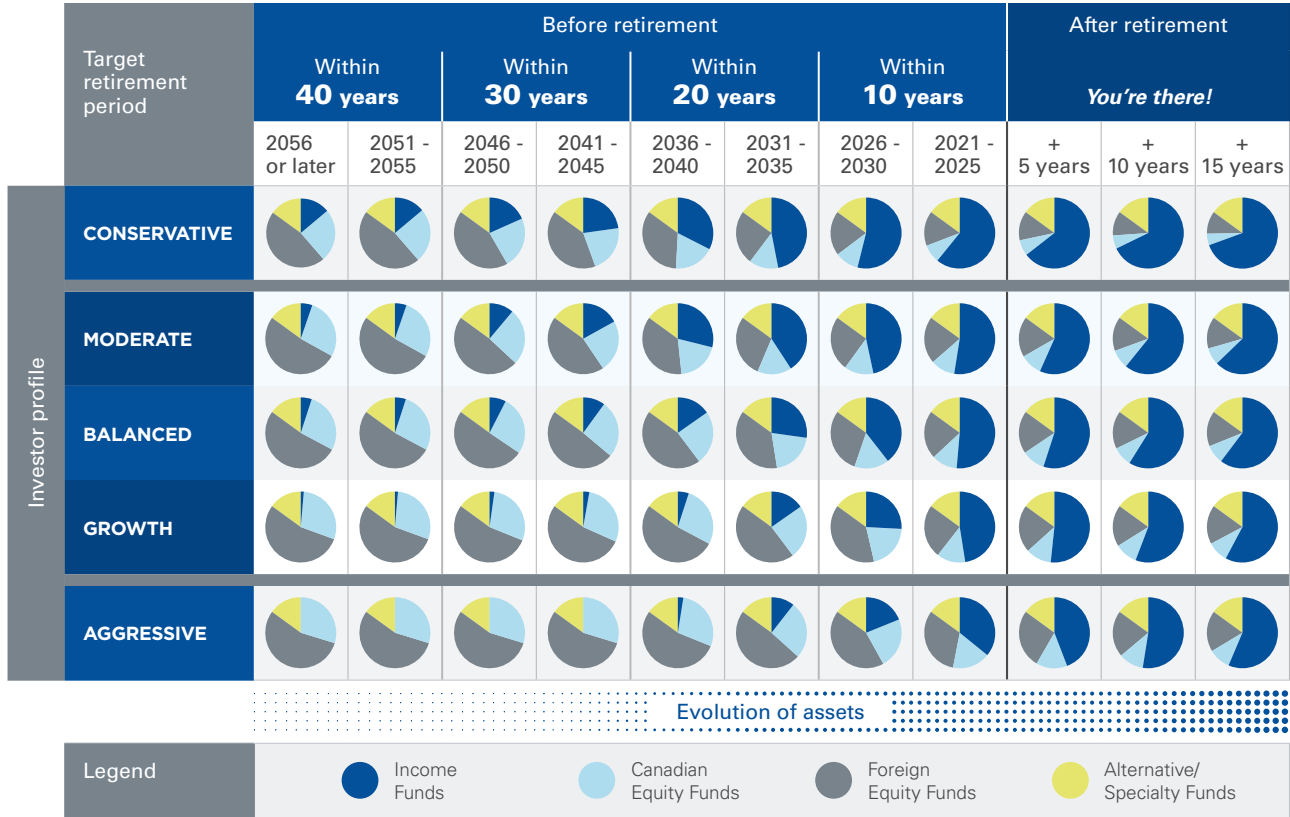 Target
retirement
period
Before retirement
After retirement
Within
40 years
Within
30 years
Within
20 years
Within
10 years
You're there!
2056
or later
2051 -
2055
2046 -
2050
2041 -
2045
2036 -
2040
2031 -
2035
2026 -
2030
2021 -
2025
+
5 years
+
10 years
+
15 years
Investor profile
CONSERVATIVE
MODERATE
BALANCED
GROWTH
AGGRESSIVE
Evolution of assets
Legend
Income
Funds
Canadian
Equity Funds
Foreign
Equity Funds
Alternative/
Specialty Funds